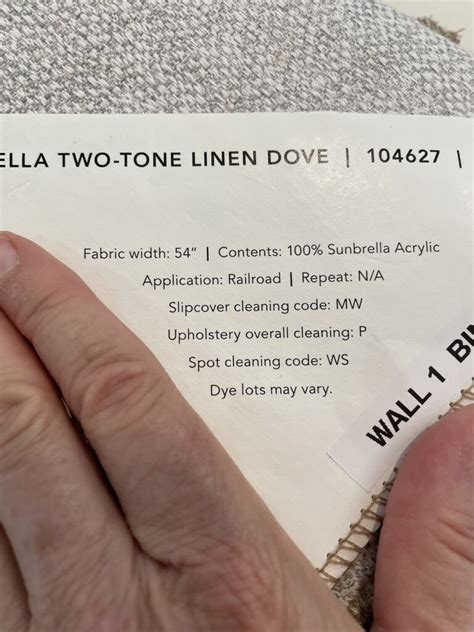 ELLA TWO-TONE LINEN DOVE | 104627 |
Fabric width: 54” | Contents: 100% Sunbrella Acrylic
Application: Railroad | Repeat: N/A
Slipcover cleaning code: MW
Upholstery overall cleaning: P
Spot cleaning code: WS
Dye lots may vary.
WALL 1 BI